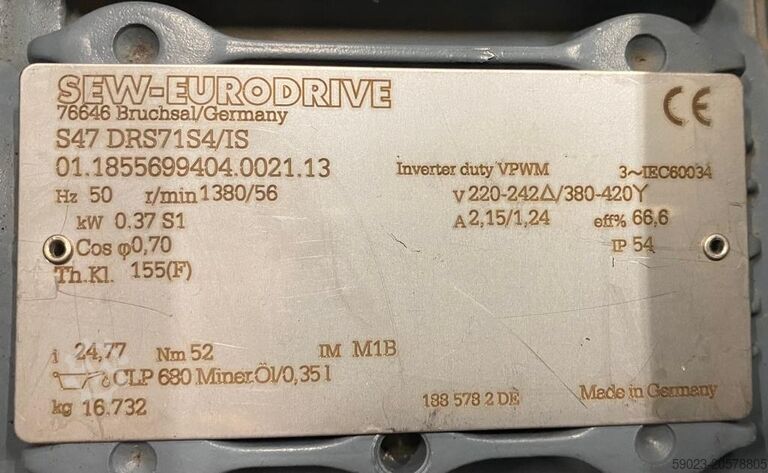 SEW-EURODRIVE
76646 Bruchsal/Germany
CE
S47 DRS71S4/IS
01.1855699404.0021.13
Inverter duty VPWM 3~IEC60034
Hz 50 r/min 1380/56 V 220-242Δ/380-420Y
kW 0.37 S1 A 2,15/1,24 eff% 66,6
Cos φ0,70 IP 54
Th.Kl. 155(F)
i 24,77 Nm 52 IM M1B
CLP 680 Miner.Öl/0,35 l
kg 16.732 188 578 2 DE Made in Germany
59023-20578805